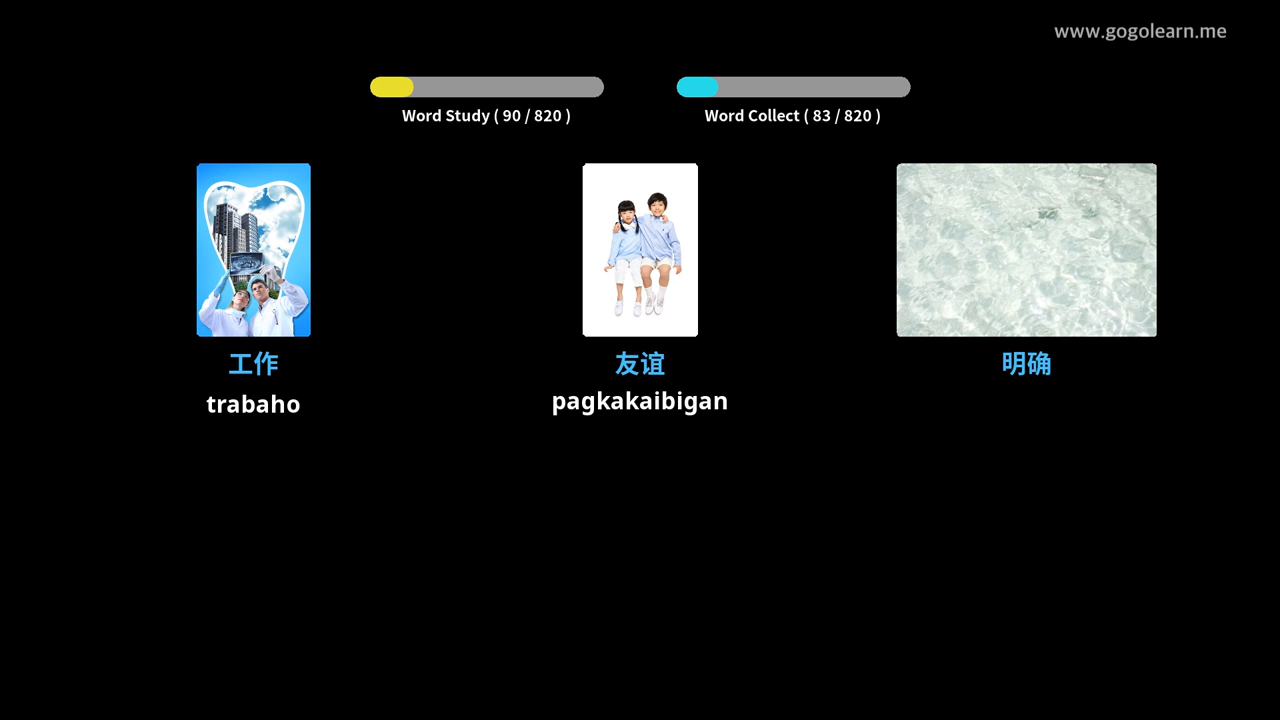 www.gogolearn.me
Word Study ( 90 / 820 )
Word Collect ( 83 / 820 )
工作
友谊
明确
trabaho
pagkakaibigan